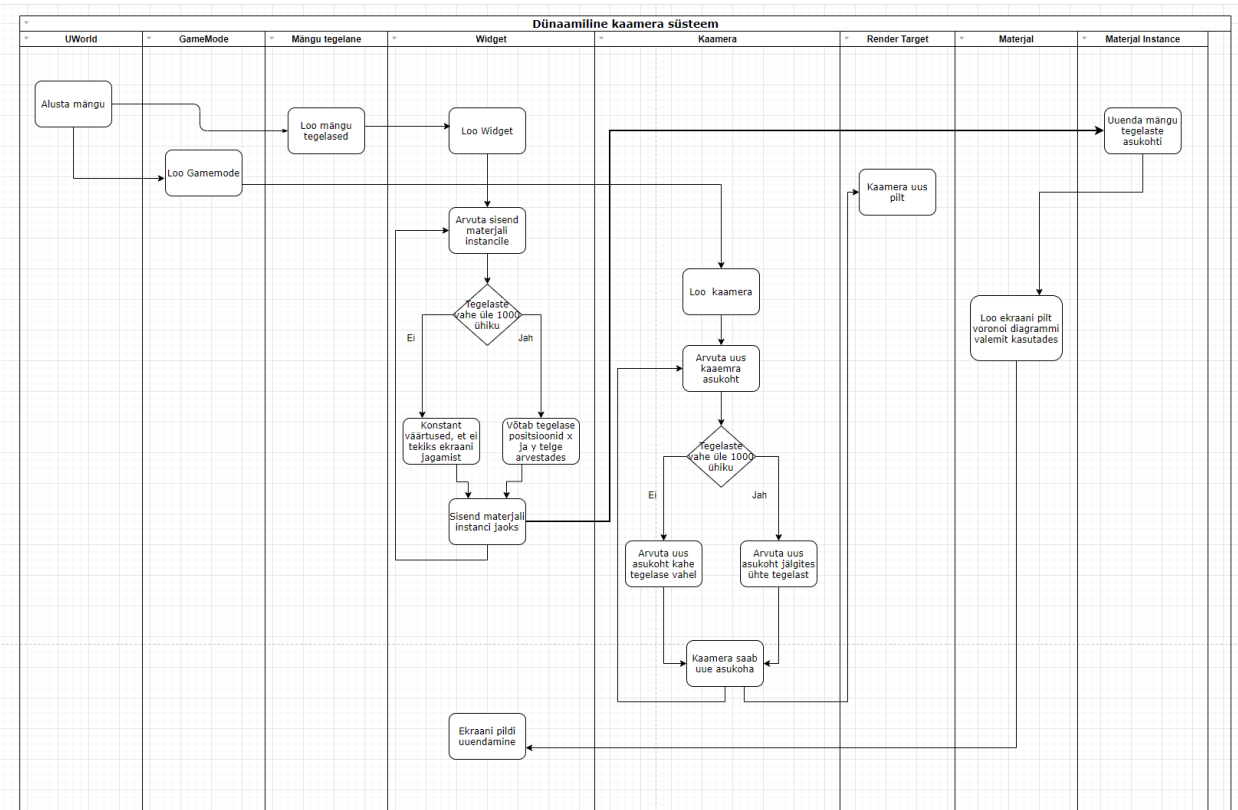 Dünaamiline kaamera süsteem
UWorld
GameMode
Mängu tegelane
Widget
Kaamera
Render Target
Materjal
Materjal Instance
Alusta mängu
Loo mängu
tegelased
Loo Widget
Uuenda mängu
tegelaste
asukohti
Loo Gamemode
Kaamera uus
pilt
Arvuta sisend
materjali
instancile
Loo kaamera
Tegelaste
vahe üle 1000
ühiku
Ei
Jah
Loo ekraani pilt
voronoi diagrammi
valemit kasutades
Arvuta uus
kaaemra
asukoht
Konstant
väärtused, et ei
tekiks ekraani
jagamist
Võtab tegelase
positsioonid x
ja y telge
arvestades
Tegelaste
vahe üle 1000
ühiku
Ei
Jah
Sisend materjali
instanci jaoks
Arvuta uus
asukoht kahe
tegelase vahel
Arvuta uus
asukoht jälgites
ühte tegelast
Kaamera saab
uue asukoha
Ekraani pildi
uuendamine